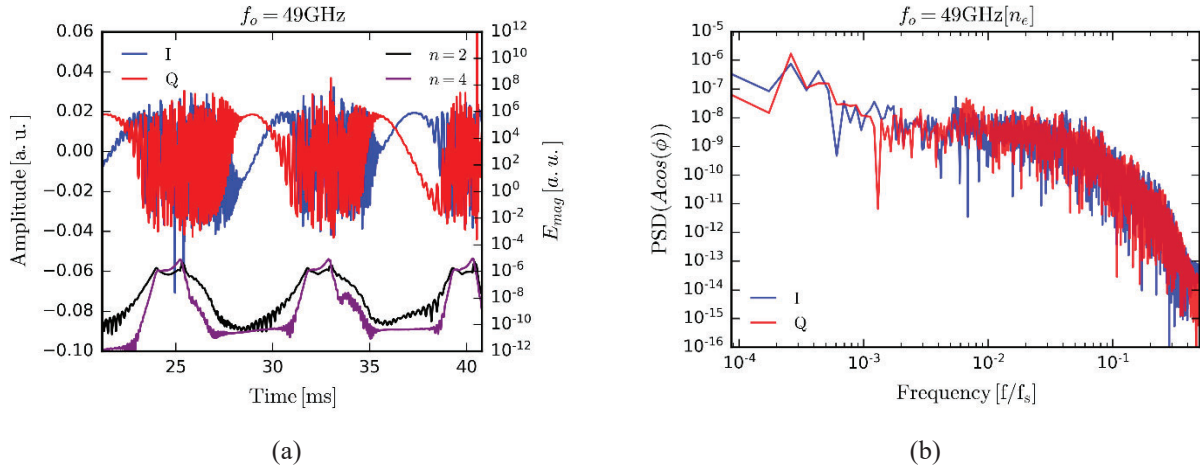 f_o = 49GHz
0.06
0.04
0.02
0.00
−0.02
−0.04
−0.06
−0.08
−0.10
Amplitude [a. u.]
I
Q
n = 2
n = 4
10^12
10^10
10^8
10^6
10^4
10^2
10^0
10^-2
10^-4
10^-6
10^-8
10^-10
10^-12
E_mag [a. u.]
25 30 35 40
Time [ms]
(a)
f_o = 49GHz[n_e]
10^-5
10^-6
10^-7
10^-8
10^-9
10^-10
10^-11
10^-12
10^-13
10^-14
10^-15
10^-16
PSD(Acos(ϕ))
I
Q
10^-4 10^-3 10^-2 10^-1
Frequency [f/f_s]
(b)